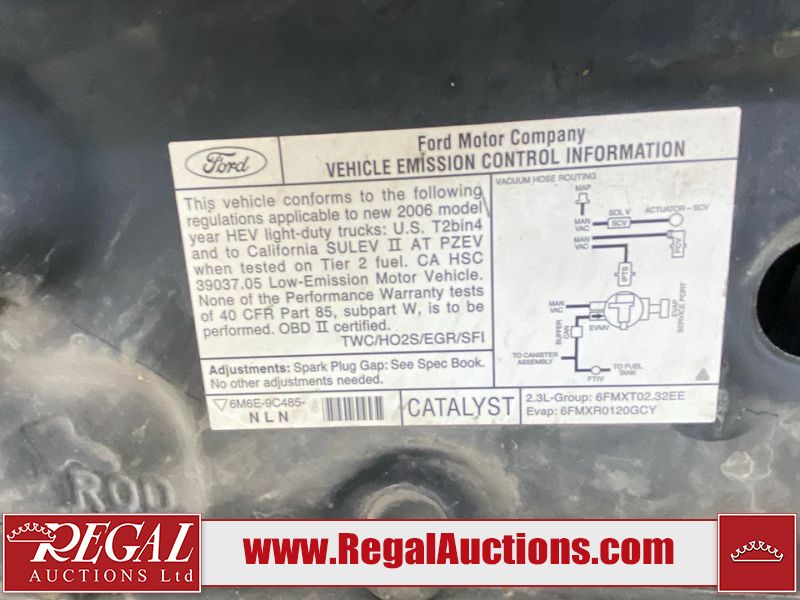 Ford
Ford Motor Company
VEHICLE EMISSION CONTROL INFORMATION
This vehicle conforms to the following
regulations applicable to new 2006 model
year HEV light-duty trucks: U.S. T2bin4
and to California SULEV II AT PZEV
when tested on Tier 2 fuel. CA HSC
39037.05 Low-Emission Motor Vehicle.
None of the Performance Warranty tests
of 40 CFR Part 85, subpart W, is to be
performed. OBD II certified.
TWC/HO2S/EGR/SFI
VACUUM HOSE ROUTING
MAP
MAN
VAC
SOL V
SCV
ACTUATOR – SCV
MAN
VAC
PCV
IPTS
MAN
VAC
EVMV
EVAP
SERVICE PORT
BUFFER
CAN
TO CANISTER
ASSEMBLY
FTIV
TO FUEL
TANK
Adjustments: Spark Plug Gap: See Spec Book.
No other adjustments needed.
6M6E-9C485-
NLN
CATALYST
2.3L-Group: 6FMXT02.32EE
Evap: 6FMXR0120GCY
ROD
REGAL
AUCTIONS Ltd
www.RegalAuctions.com